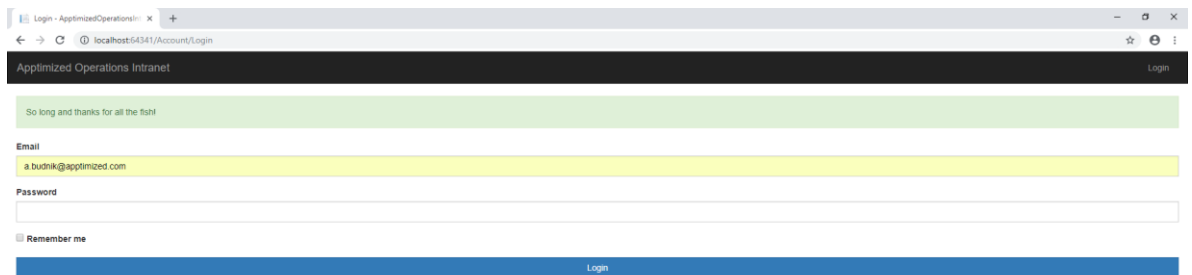 Login - ApptimizedOperationsIn
localhost:64341/Account/Login
Apptimized Operations Intranet
Login
So long and thanks for all the fish!
Email
a.budnik@apptimized.com
Password
Remember me
Login